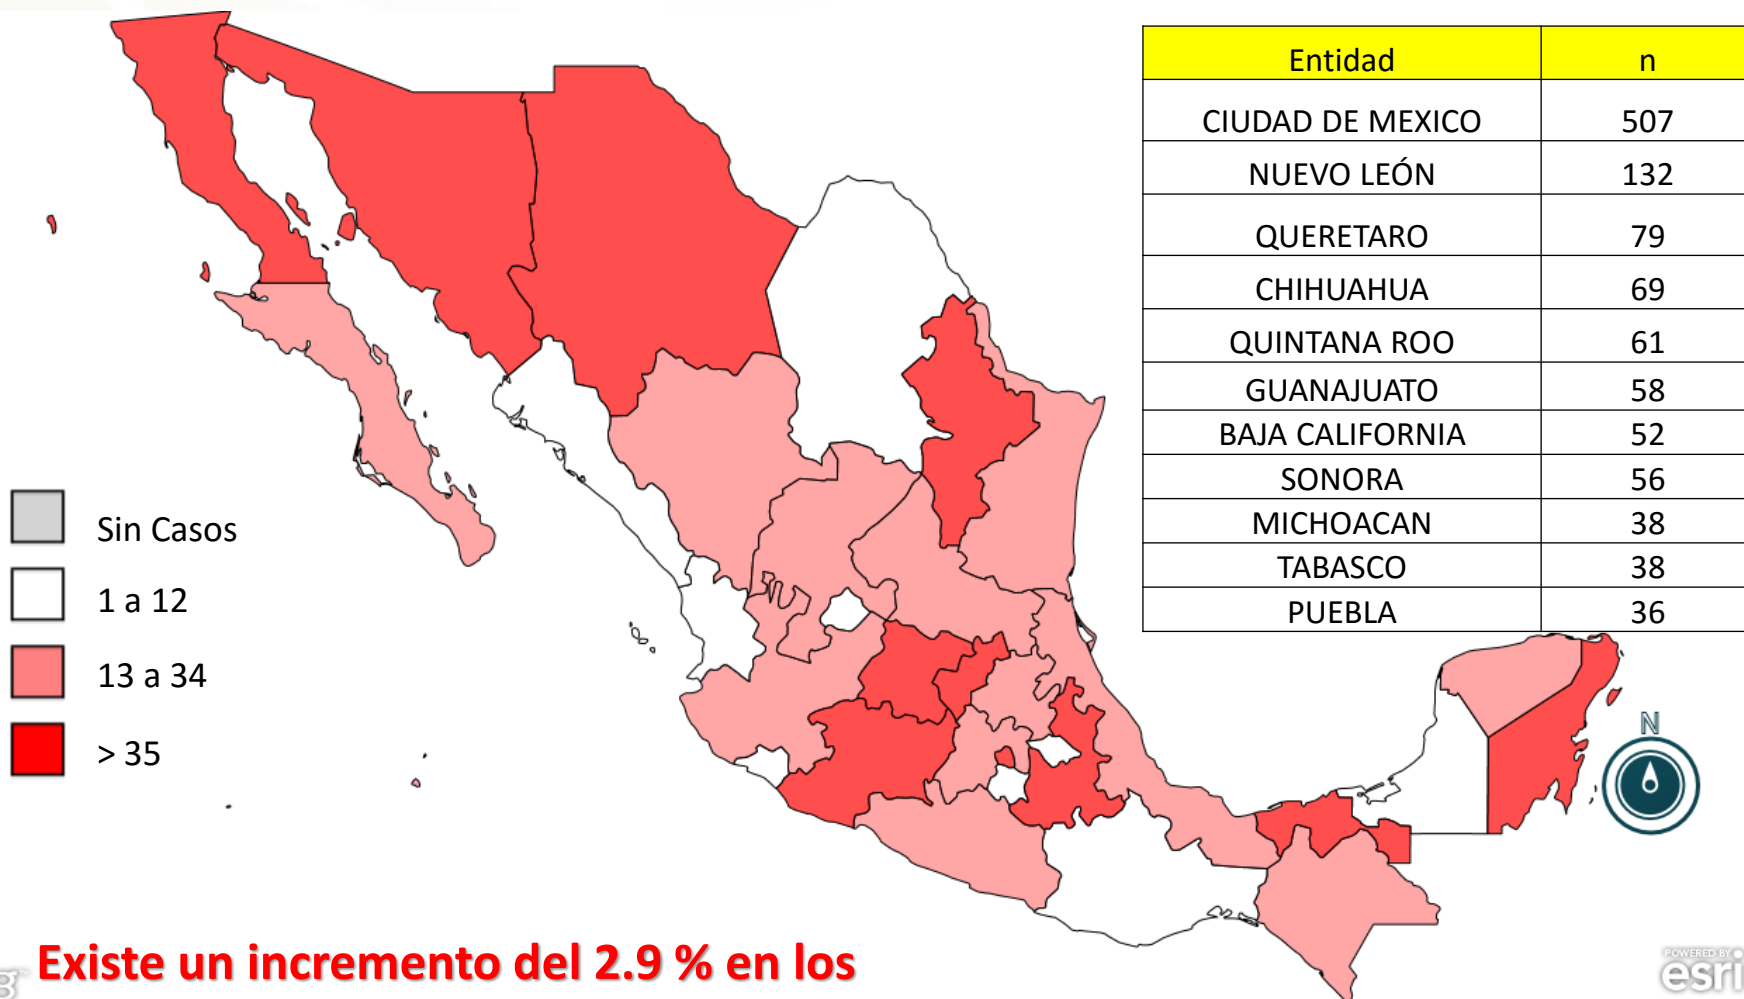 Entidad n
CIUDAD DE MEXICO 507
NUEVO LEÓN 132
QUERETARO 79
CHIHUAHUA 69
QUINTANA ROO 61
GUANAJUATO 58
BAJA CALIFORNIA 52
SONORA 56
MICHOACAN 38
TABASCO 38
PUEBLA 36
Sin Casos
1 a 12
13 a 34
> 35
N
Existe un incremento del 2.9 % en los
POWERED BY
esri